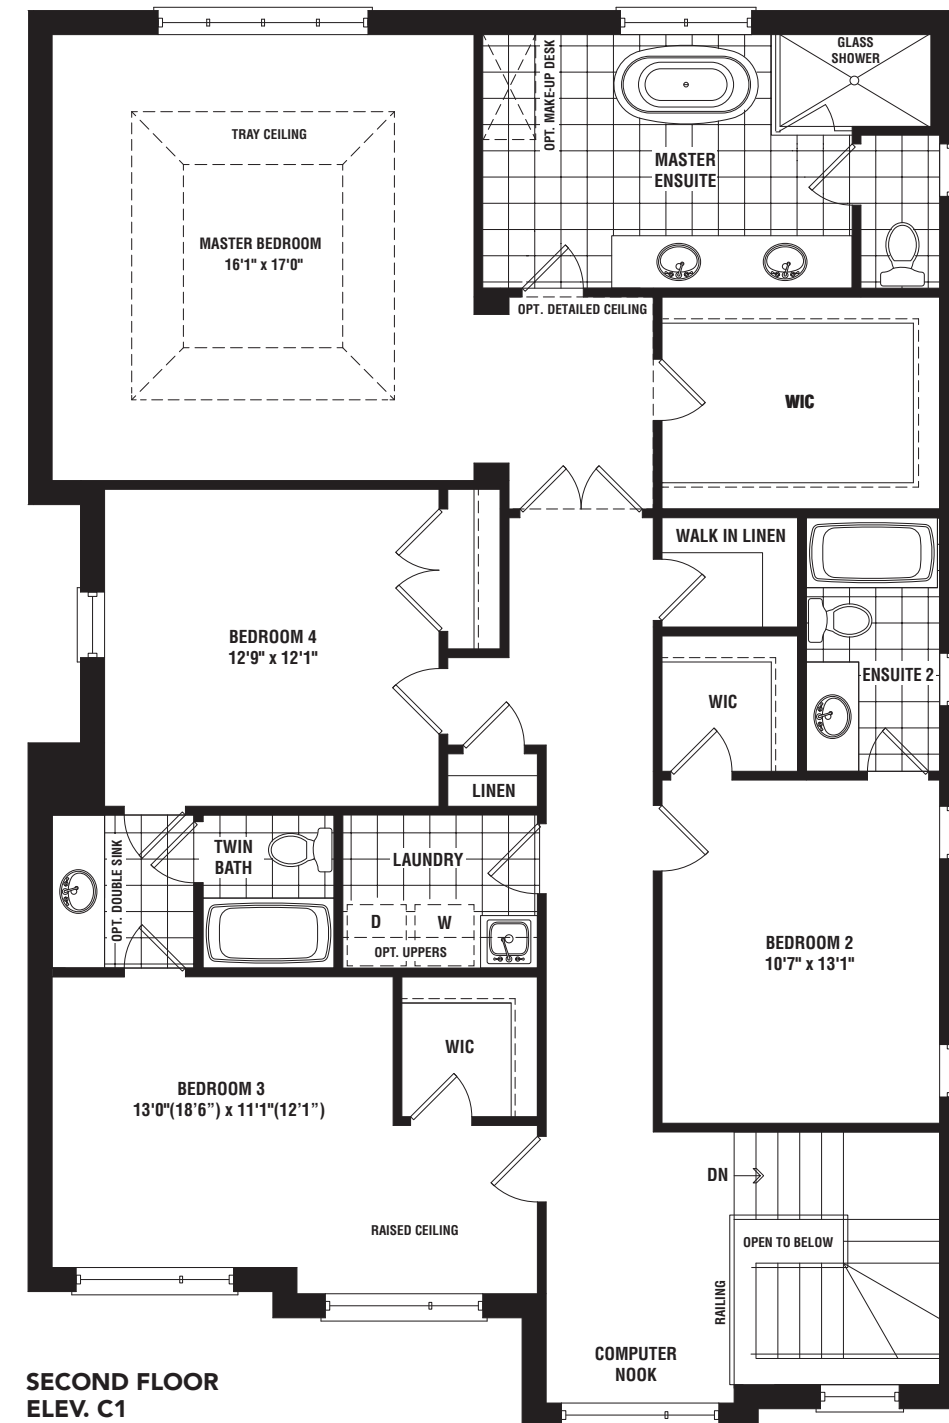 GLASS
SHOWER
OPT. MAKE-UP DESK
TRAY CEILING
MASTER
ENSUITE
MASTER BEDROOM
16'1" x 17'0"
OPT. DETAILED CEILING
WIC
WALK IN LINEN
BEDROOM 4
12'9" x 12'1"
ENSUITE 2
WIC
LINEN
OPT. DOUBLE SINK
TWIN
BATH
LAUNDRY
D
W
OPT. UPPERS
BEDROOM 2
10'7" x 13'1"
WIC
BEDROOM 3
13'0"(18’6”) x 11'1"(12’1”)
DN
RAISED CEILING
OPEN TO BELOW
RAILING
COMPUTER
NOOK
SECOND FLOOR
ELEV. C1